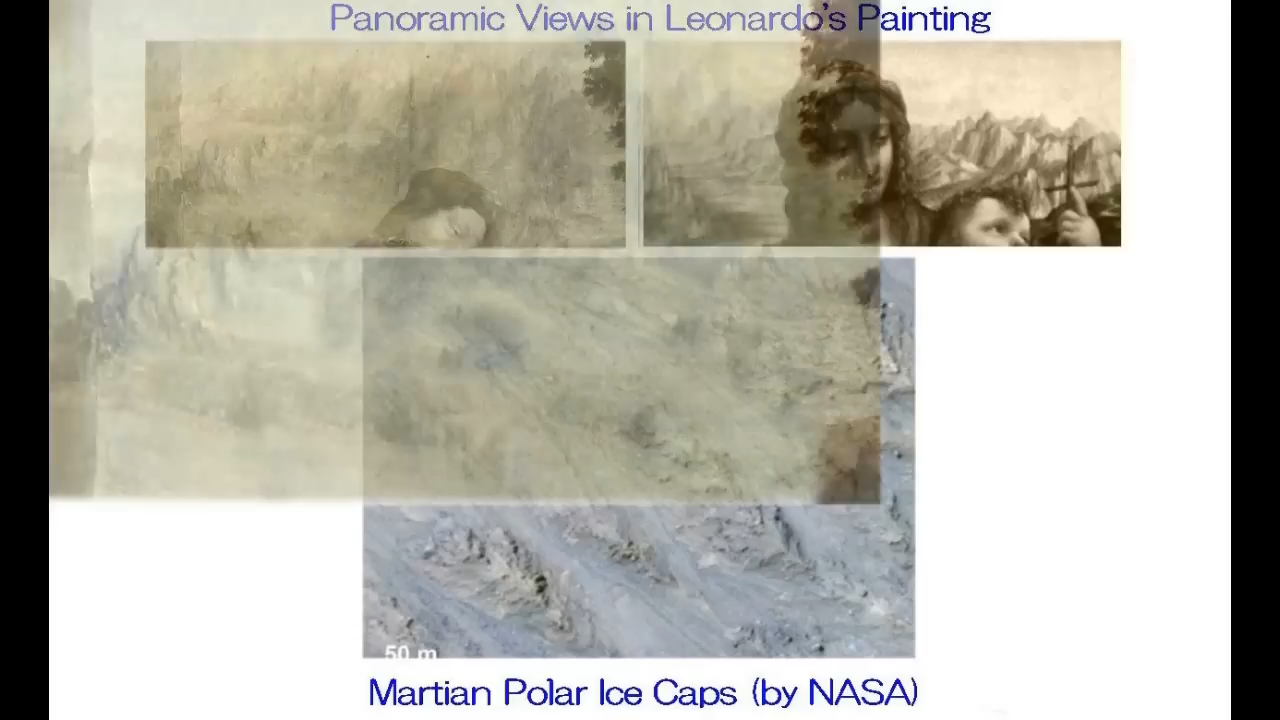 Panoramic Views in Leonardo's Painting
50 m
Martian Polar Ice Caps (by NASA)